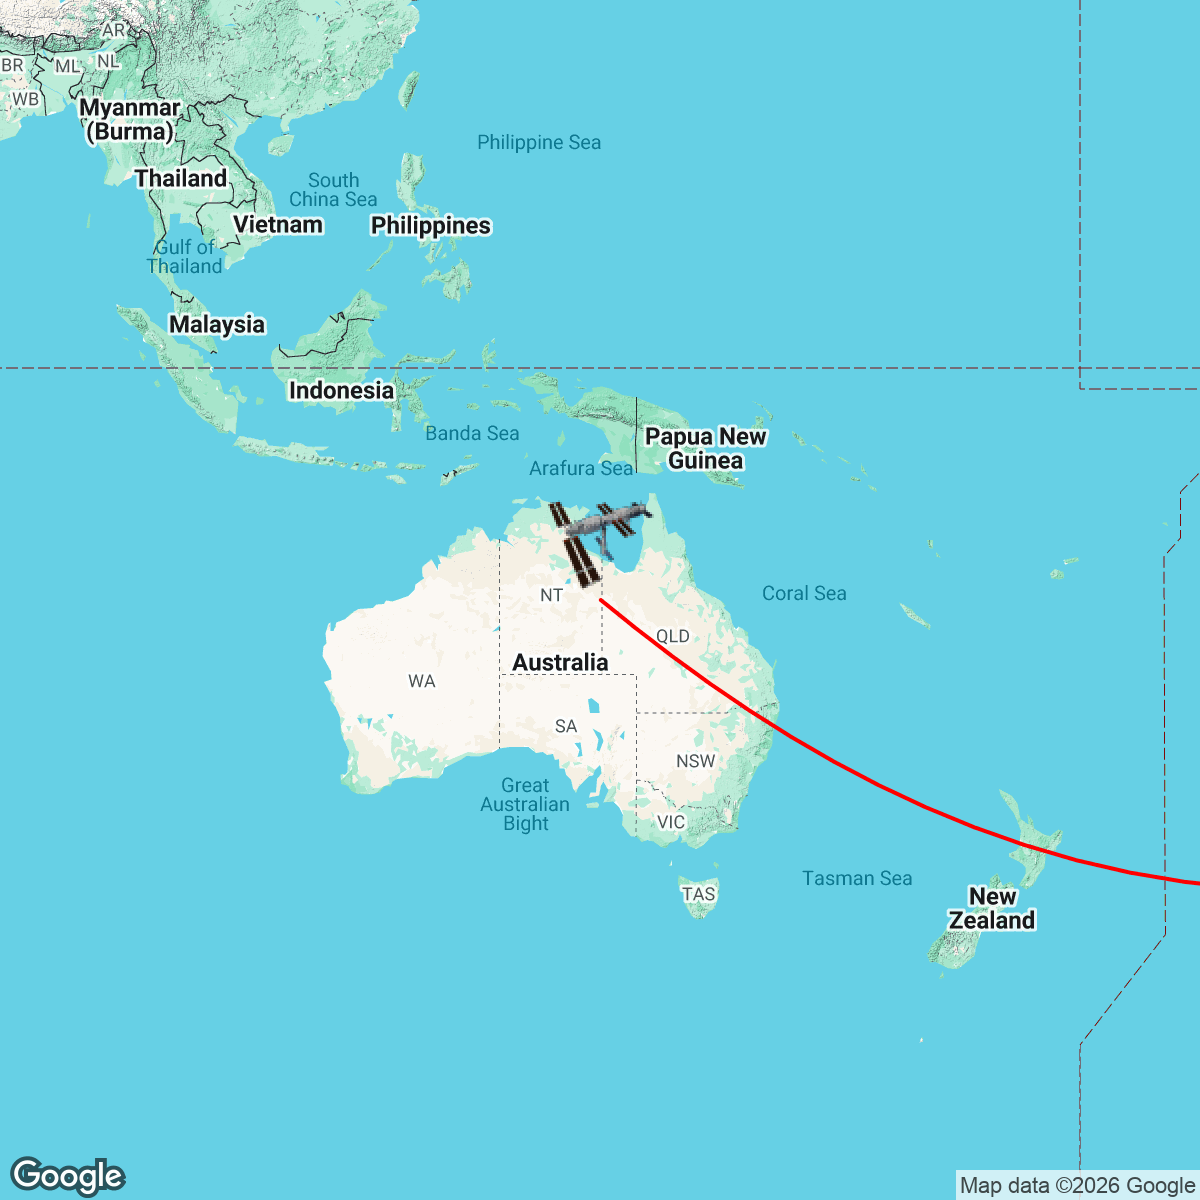 AR
BR
ML
NL
WB
Myanmar
(Burma)
Philippine Sea
Thailand
South
China Sea
Vietnam
Philippines
Gulf of
Thailand
Malaysia
Indonesia
Banda Sea
Papua New
Guinea
Arafura Sea
NT
Coral Sea
QLD
Australia
WA
SA
NSW
Great
Australian
Bight
VIC
Tasman Sea
TAS
New
Zealand
Google
Map data ©2026 Google